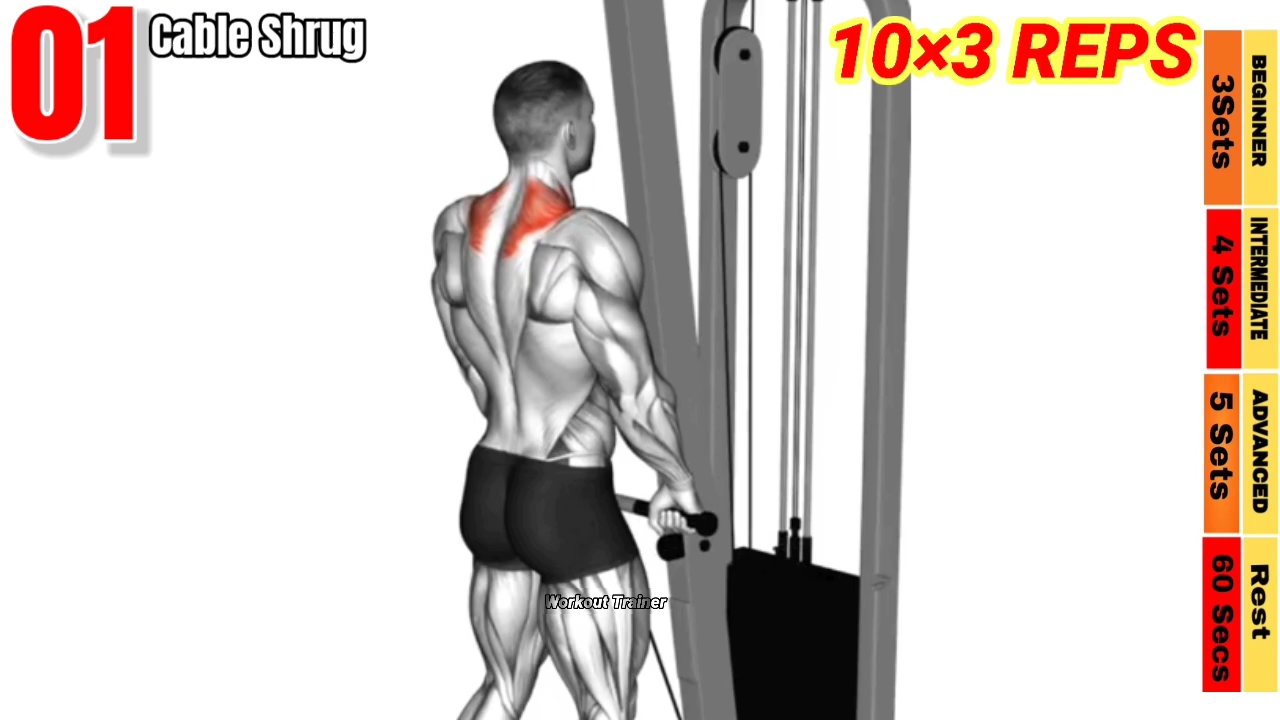 01
Cable Shrug
10×3 REPS
BEGINNER
3Sets
INTERMEDIATE
4 Sets
ADVANCED
5 Sets
Rest
60 Secs
Workout Trainer